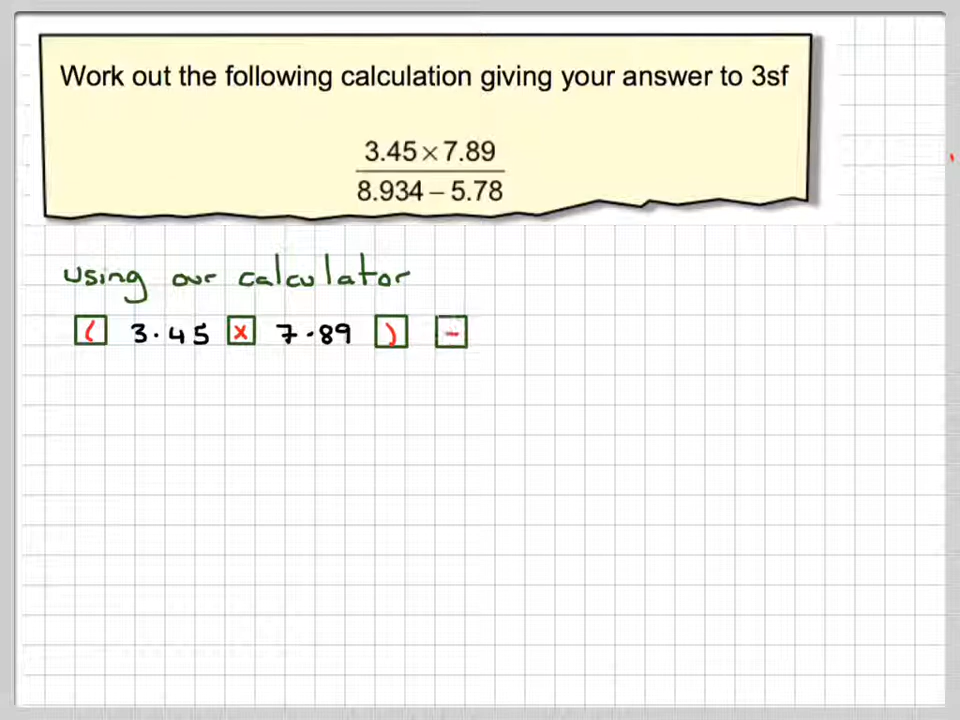 Work out the following calculation giving your answer to 3sf
3.45×7.89
8.934 – 5.78
using our calculator
( 3.45 × 7.89 ) -